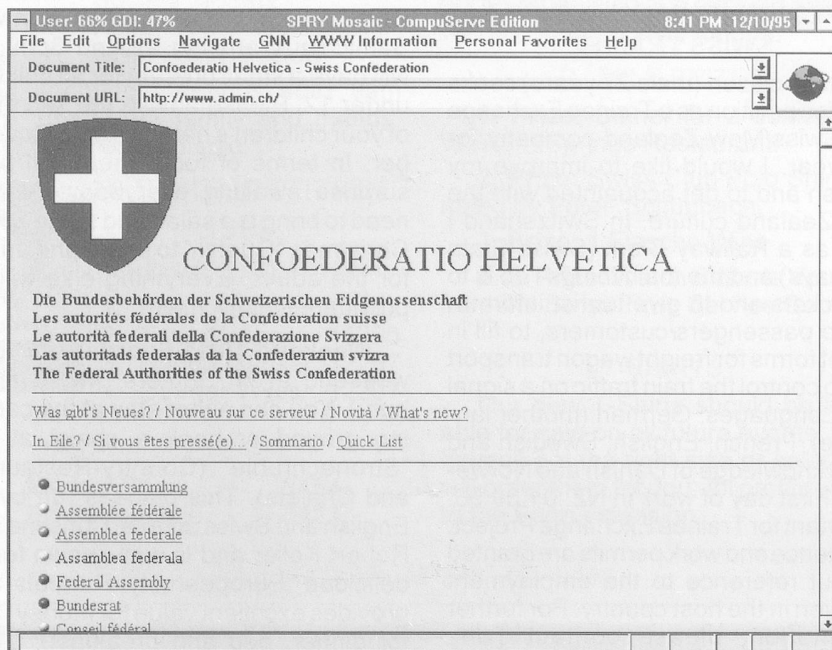 User: 66% GDI: 47% SPRY Mosaic - CompuServe Edition 8:41 PM 12/10/95
File Edit Options Navigate GNN WWW Information Personal Favorites Help
Document Title: Confoederatio Helvetica - Swiss Confederation
Document URL: http://www.admin.ch/
CONFOEDERATIO HELVETICA
Die Bundesbehörden der Schweizerischen Eidgenossenschaft
Les autorités fédérales de la Confédération suisse
Le autorità federali della Confederazione Svizzera
Las autoritads federalas da la Confederaziun svizra
The Federal Authorities of the Swiss Confederation
Was gibt's Neues? / Nouveau sur ce serveur / Novità / What's new?
In Eile? / Si vous êtes pressé(e)... / Sommario / Quick List
Bundesversammlung
Assemblée fédérale
Assemblea federale
Assamblea federala
Federal Assembly
Bundesrat
Conseil fédéral